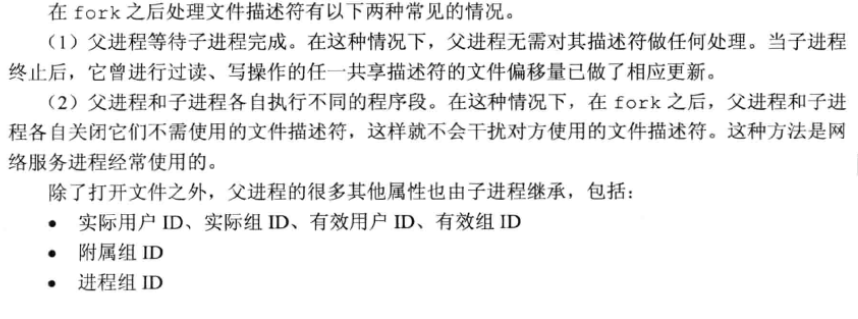 在 fork 之后处理文件描述符有以下两种常见的情况。
（1）父进程等待子进程完成。在这种情况下，父进程无需对其描述符做任何处理。当子进程
终止后，它曾进行过读、写操作的任一共享描述符的文件偏移量已做了相应更新。
（2）父进程和子进程各自执行不同的程序段。在这种情况下，在 fork 之后，父进程和子进
程各自关闭它们不需使用的文件描述符，这样就不会干扰对方使用的文件描述符。这种方法是网
络服务进程经常使用的。
除了打开文件之外，父进程的很多其他属性也由子进程继承，包括：
• 实际用户 ID、实际组 ID、有效用户 ID、有效组 ID
• 附属组 ID
• 进程组 ID